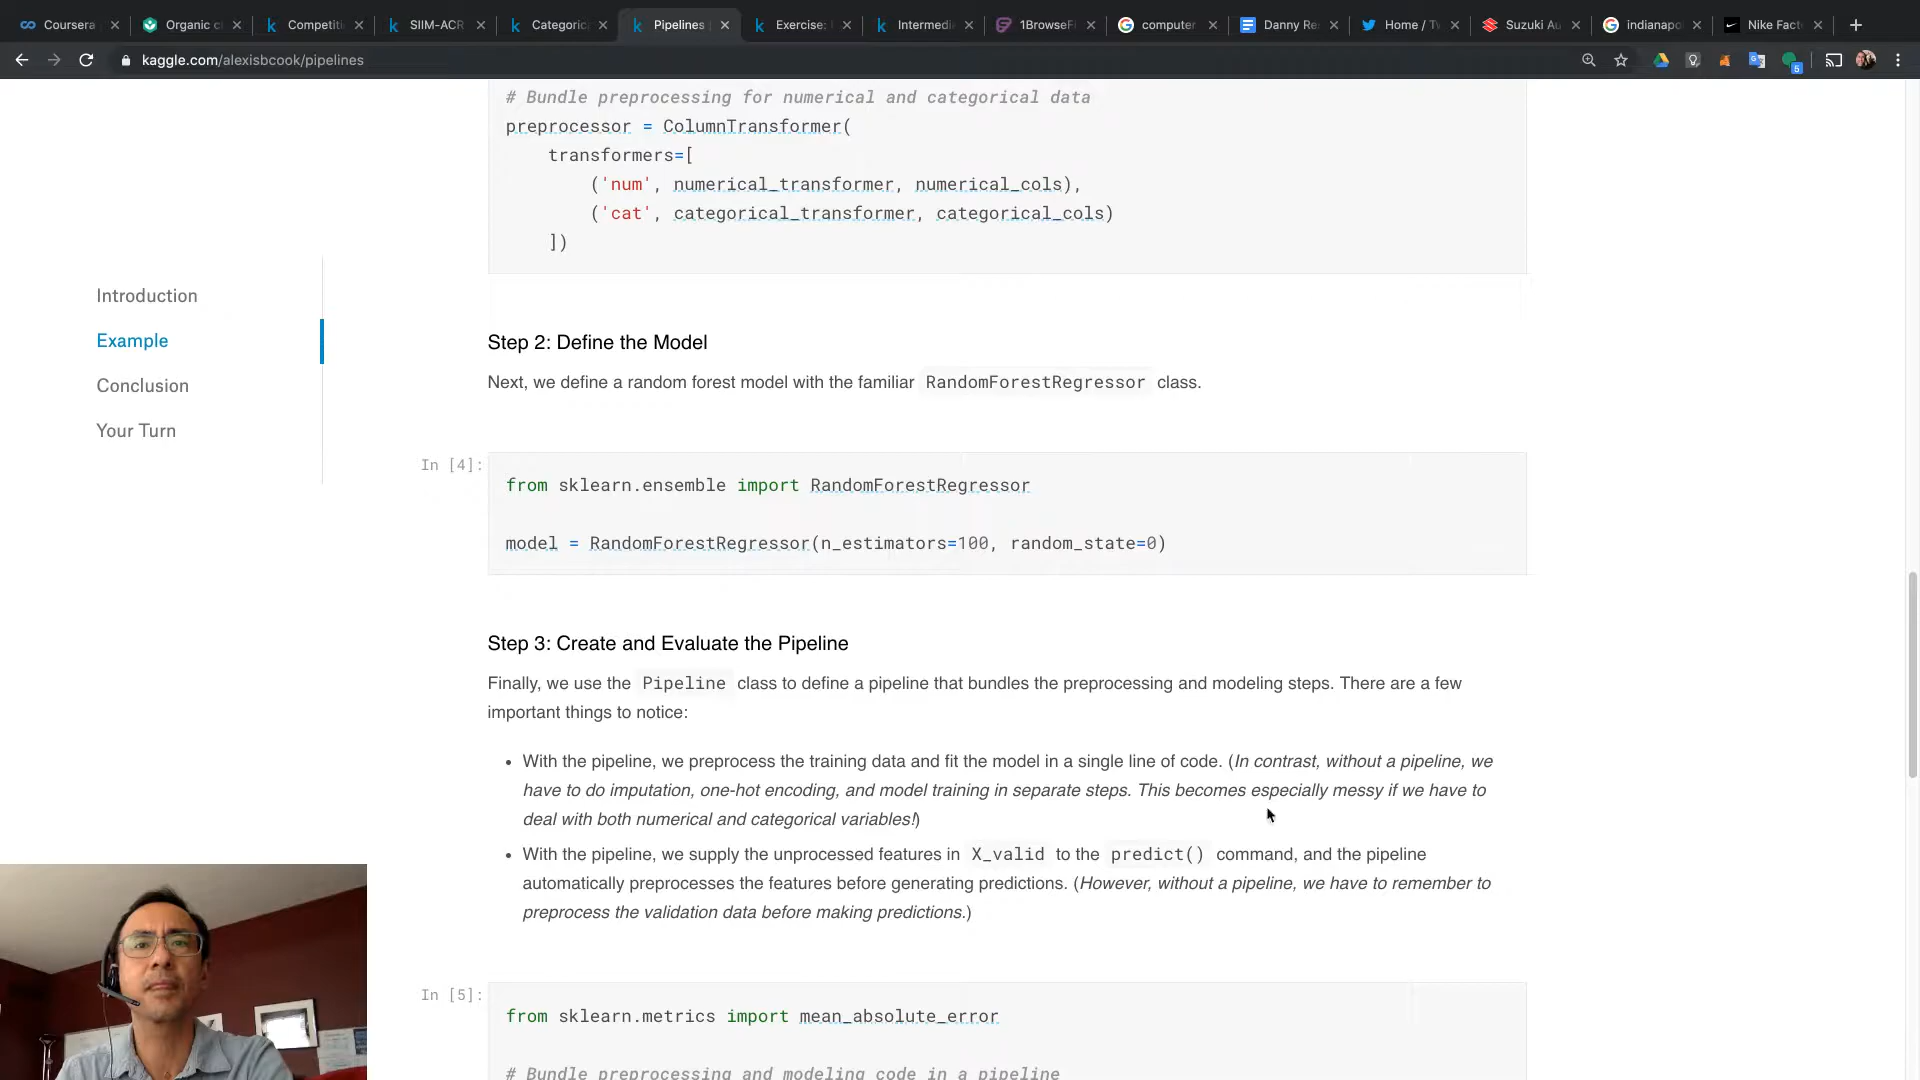 Coursera
Organic c
Competiti
SIIM-ACR
Categoric
Pipelines
Exercise:
Intermedi
1BrowseFi
computer
Danny Re
Home / Tw
Suzuki Au
indianapo
Nike Fact
kaggle.com/alexisbcook/pipelines
# Bundle preprocessing for numerical and categorical data
preprocessor = ColumnTransformer(
transformers=[
('num', numerical_transformer, numerical_cols),
('cat', categorical_transformer, categorical_cols)
])
Introduction
Example
Conclusion
Your Turn
Step 2: Define the Model
Next, we define a random forest model with the familiar RandomForestRegressor class.
In [4]:
from sklearn.ensemble import RandomForestRegressor
model = RandomForestRegressor(n_estimators=100, random_state=0)
Step 3: Create and Evaluate the Pipeline
Finally, we use the Pipeline class to define a pipeline that bundles the preprocessing and modeling steps. There are a few
important things to notice:
• With the pipeline, we preprocess the training data and fit the model in a single line of code. (In contrast, without a pipeline, we
have to do imputation, one-hot encoding, and model training in separate steps. This becomes especially messy if we have to
deal with both numerical and categorical variables!)
• With the pipeline, we supply the unprocessed features in X_valid to the predict() command, and the pipeline
automatically preprocesses the features before generating predictions. (However, without a pipeline, we have to remember to
preprocess the validation data before making predictions.)
In [5]:
from sklearn.metrics import mean_absolute_error
# Bundle preprocessing and modeling code in a pipeline